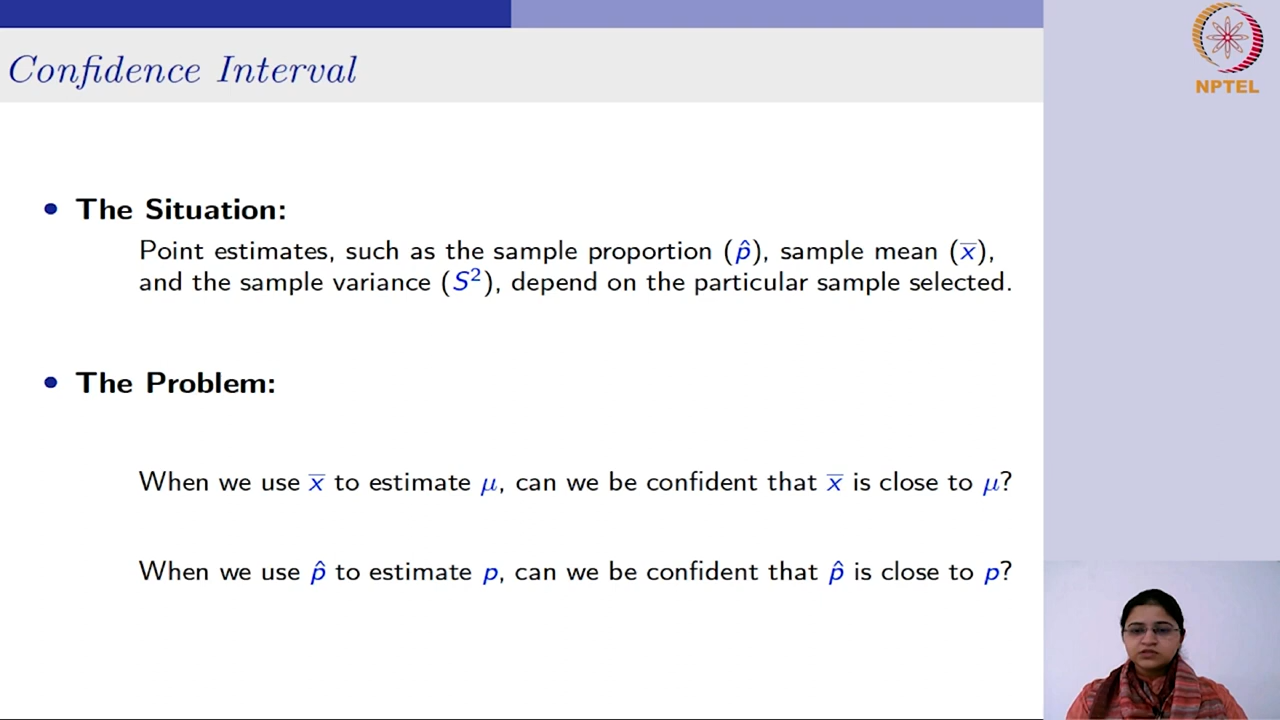 Confidence Interval
NPTEL
• The Situation:
Point estimates, such as the sample proportion (p̂), sample mean (x̅),
and the sample variance (S²), depend on the particular sample selected.
• The Problem:
When we use x̅ to estimate μ, can we be confident that x̅ is close to μ?
When we use p̂ to estimate p, can we be confident that p̂ is close to p?